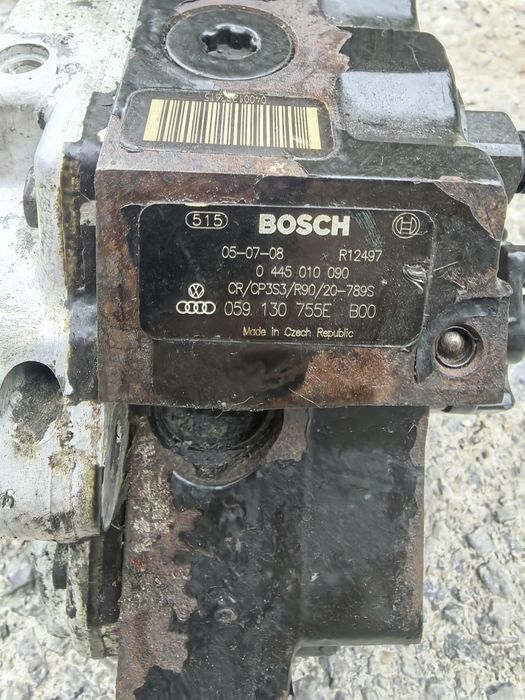 515 BOSCH
05-07-08 R12497
0 445 010 090
CR/CP3S3/R90/20-789S
059 130 755E B00
Made in Czech Republic